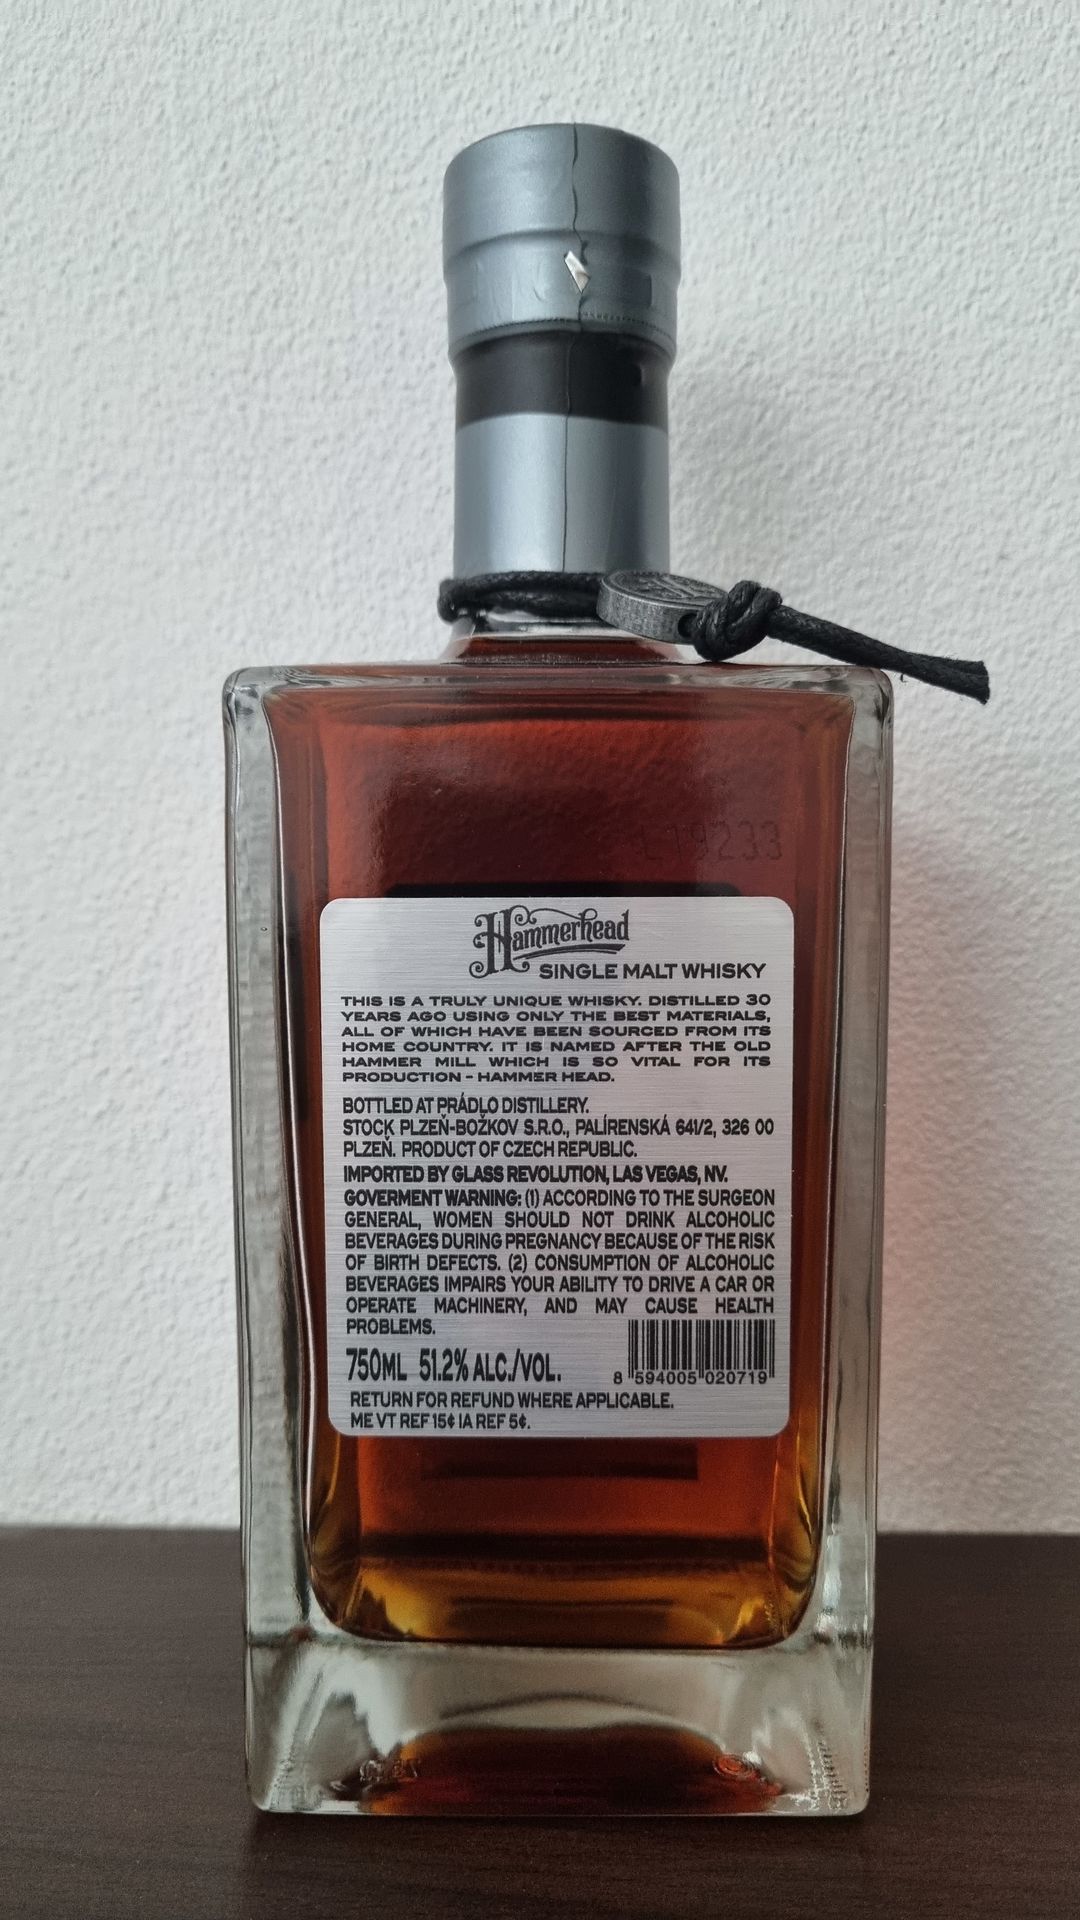 L19233
Hammerhead
SINGLE MALT WHISKY
THIS IS A TRULY UNIQUE WHISKY. DISTILLED 30
YEARS AGO USING ONLY THE BEST MATERIALS,
ALL OF WHICH HAVE BEEN SOURCED FROM ITS
HOME COUNTRY. IT IS NAMED AFTER THE OLD
HAMMER MILL WHICH IS SO VITAL FOR ITS
PRODUCTION - HAMMER HEAD.
BOTTLED AT PRÁDLO DISTILLERY.
STOCK PLZEŇ-BOŽKOV S.R.O., PALÍRENSKÁ 641/2, 326 00
PLZEŇ. PRODUCT OF CZECH REPUBLIC.
IMPORTED BY GLASS REVOLUTION, LAS VEGAS, NV.
GOVERMENT WARNING: (1) ACCORDING TO THE SURGEON
GENERAL, WOMEN SHOULD NOT DRINK ALCOHOLIC
BEVERAGES DURING PREGNANCY BECAUSE OF THE RISK
OF BIRTH DEFECTS. (2) CONSUMPTION OF ALCOHOLIC
BEVERAGES IMPAIRS YOUR ABILITY TO DRIVE A CAR OR
OPERATE MACHINERY, AND MAY CAUSE HEALTH
PROBLEMS.
750ML 51.2% ALC./VOL.
8 594005 020719
RETURN FOR REFUND WHERE APPLICABLE.
ME VT REF 15¢ IA REF 5¢.